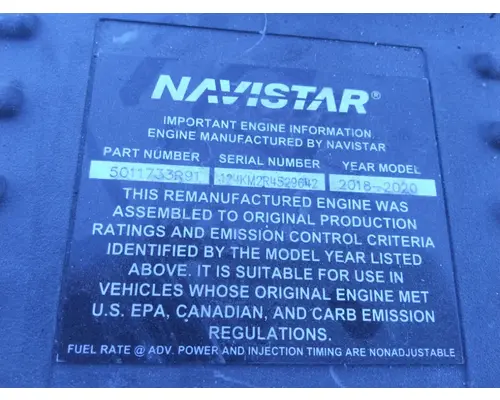 NAVISTAR®
IMPORTANT ENGINE INFORMATION
ENGINE MANUFACTURED BY NAVISTAR
PART NUMBER SERIAL NUMBER YEAR MODEL
5011733R91 2018-2020
THIS REMANUFACTURED ENGINE WAS
ASSEMBLED TO ORIGINAL PRODUCTION
RATINGS AND EMISSION CONTROL CRITERIA
IDENTIFIED BY THE MODEL YEAR LISTED
ABOVE. IT IS SUITABLE FOR USE IN
VEHICLES WHOSE ORIGINAL ENGINE MET
U.S. EPA, CANADIAN, AND CARB EMISSION
REGULATIONS.
FUEL RATE @ ADV. POWER AND INJECTION TIMING ARE NONADJUSTABLE